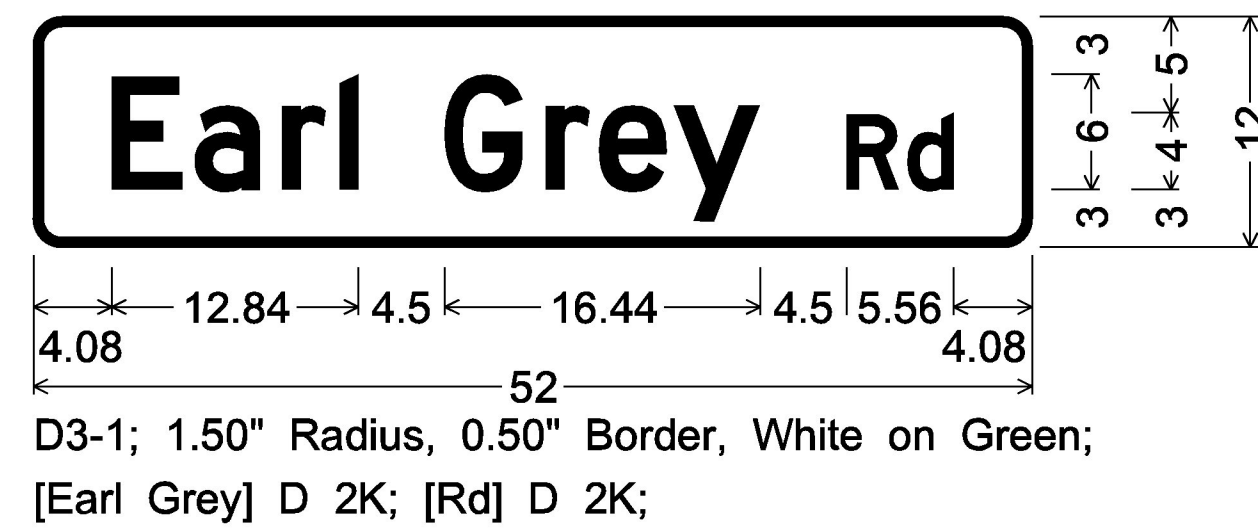 Earl Grey Rd
3 5
6 4 12
3 3
12.84 4.5 16.44 4.5 5.56
4.08 4.08
52
D3-1; 1.50" Radius, 0.50" Border, White on Green;
[Earl Grey] D 2K; [Rd] D 2K;